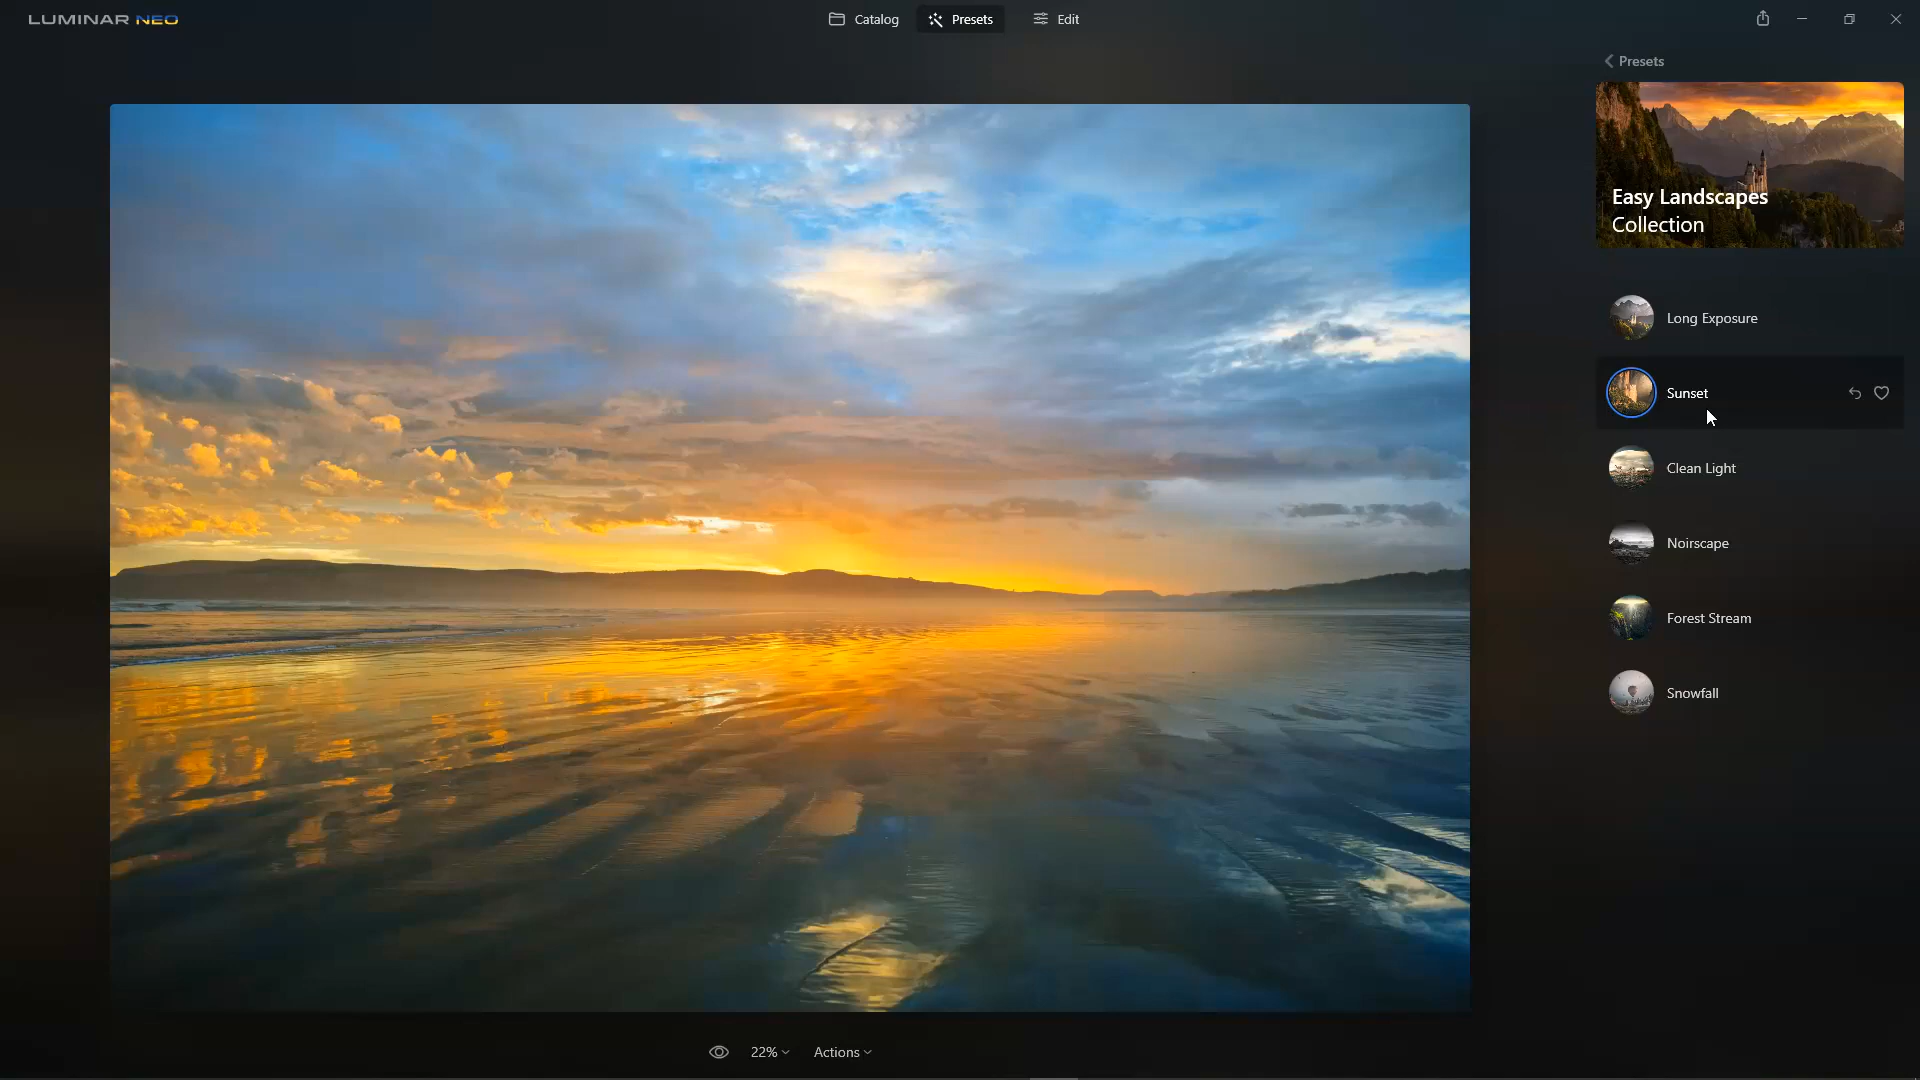 LUMINAR NEO
Catalog
Presets
Edit
Presets
Easy Landscapes
Collection
Long Exposure
Sunset
Clean Light
Noirscape
Forest Stream
Snowfall
22%
Actions